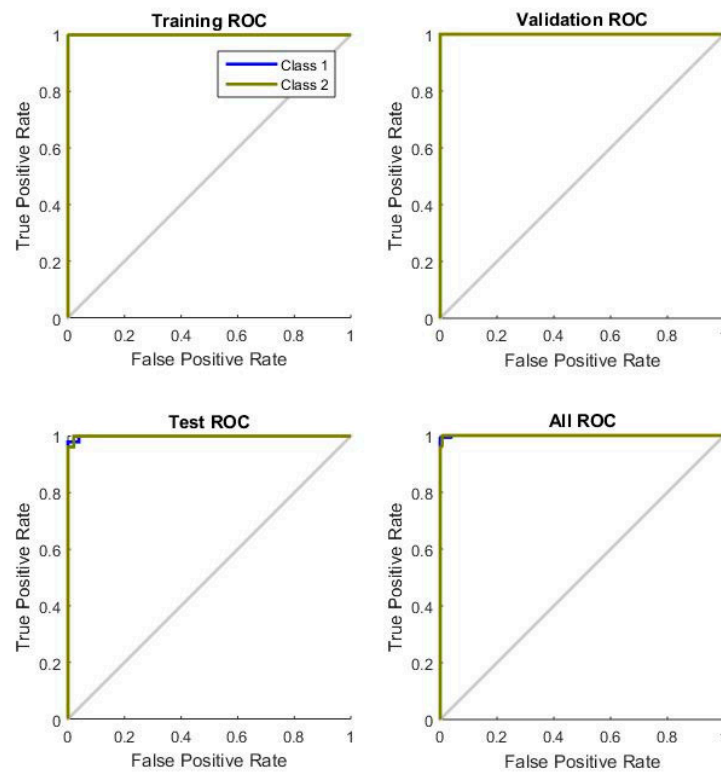 Training ROC
1
0.8
0.6
0.4
0.2
0
True Positive Rate
Class 1
Class 2
0 0.2 0.4 0.6 0.8 1
False Positive Rate
Validation ROC
1
0.8
0.6
0.4
0.2
0
True Positive Rate
0 0.2 0.4 0.6 0.8 1
False Positive Rate
Test ROC
1
0.8
0.6
0.4
0.2
0
True Positive Rate
0 0.2 0.4 0.6 0.8 1
False Positive Rate
All ROC
1
0.8
0.6
0.4
0.2
0
True Positive Rate
0 0.2 0.4 0.6 0.8 1
False Positive Rate